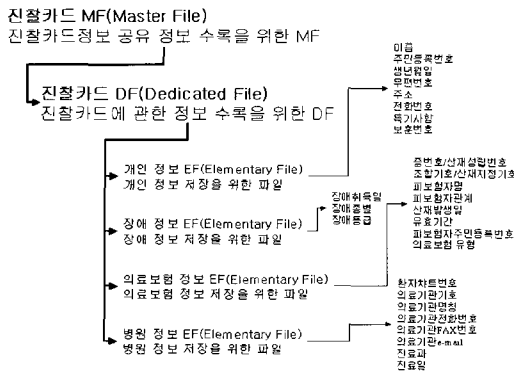 진찰카드 MF(Master File)
진찰카드정보 공유 정보 수록을 위한 MF
진찰카드 DF(Dedicated File)
진찰카드에 관한 정보 수록을 위한 DF
개인 정보 EF(Elementary File)
개인 정보 저장을 위한 파일
이름
주민등록번호
생년월일
우편번호
주소
전화번호
특기사항
보훈번호
장애 정보 EF(Elementary File)
장애 정보 저장을 위한 파일
장애취득일
장애종별
장애등급
의료보험 정보 EF(Elementary File)
의료보험 정보 저장을 위한 파일
증번호/산재성립번호
조합기호/산재지정기호
피보험자명
피보험자관계
산재발생일
유효기간
피보험자주민등록번호
의료보험 유형
병원 정보 EF(Elementary File)
병원 정보 저장을 위한 파일
환자챠트번호
의료기관기호
의료기관명칭
의료기관전화번호
의료기관FAX번호
의료기관e-mail
진료과
진료일